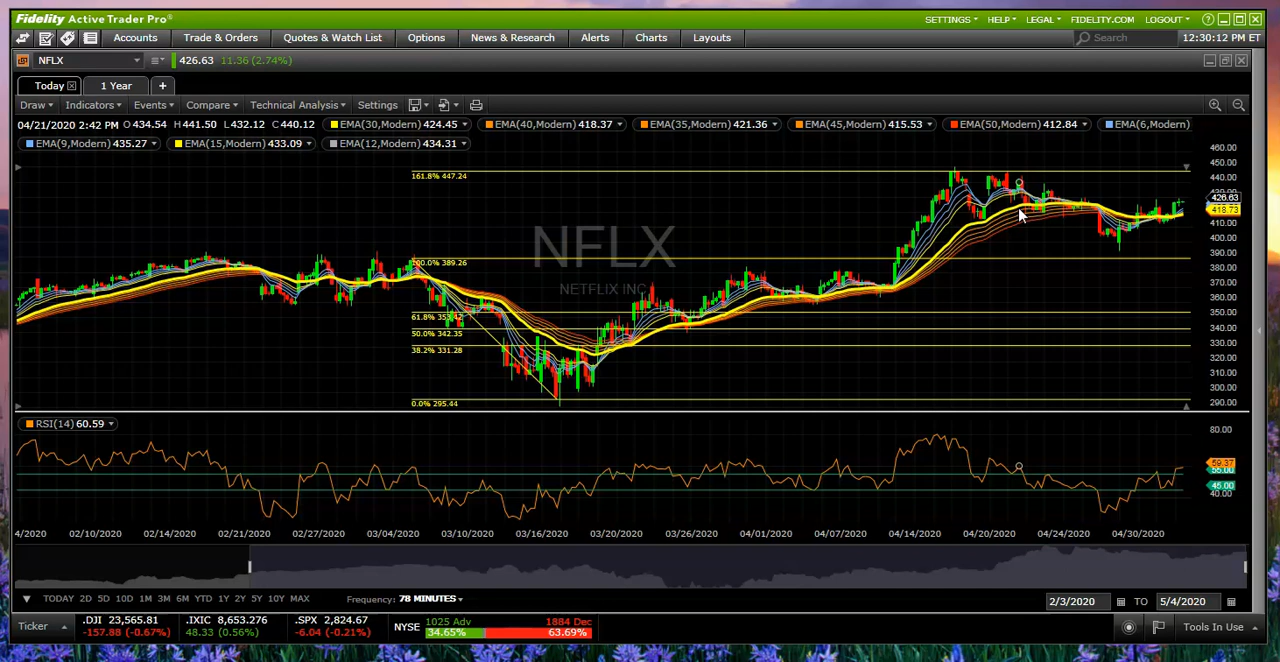 Fidelity Active Trader Pro®
SETTINGS HELP LEGAL FIDELITY.COM LOGOUT
Accounts Trade & Orders Quotes & Watch List Options News & Research Alerts Charts Layouts Search 12:30:12 PM ET
NFLX 426.63 11.36 (2.74%)
Today 1 Year +
Draw Indicators Events Compare Technical Analysis Settings
04/21/2020 2:42 PM O 434.54 H 441.50 L 432.12 C 440.12 EMA(30,Modern) 424.45 EMA(40,Modern) 418.37 EMA(35,Modern) 421.36 EMA(45,Modern) 415.53 EMA(50,Modern) 412.84 EMA(6,Modern)
EMA(9,Modern) 435.27 EMA(15,Modern) 433.09 EMA(12,Modern) 434.31
460.00
450.00
440.00
426.63
418.73
410.00
400.00
390.00
380.00
370.00
360.00
350.00
340.00
330.00
320.00
310.00
300.00
290.00
161.8% 447.24
100.0% 389.26
61.8%
50.0% 342.35
38.2% 331.28
0.0% 295.44
NFLX
NETFLIX INC
RSI(14) 60.59
80.00
59.37
45.00
40.00
4/2020 02/10/2020 02/14/2020 02/21/2020 02/27/2020 03/04/2020 03/10/2020 03/16/2020 03/20/2020 03/26/2020 04/01/2020 04/07/2020 04/14/2020 04/20/2020 04/24/2020 04/30/2020
TODAY 2D 5D 10D 1M 3M 6M YTD 1Y 2Y 5Y 10Y MAX Frequency: 78 MINUTES 2/3/2020 TO 5/4/2020
Ticker
.DJI 23,565.81
-157.88 (-0.67%)
.IXIC 8,653.276
48.33 (0.56%)
.SPX 2,824.67
-6.04 (-0.21%)
NYSE
1025 Adv 1884 Dec
34.65% 63.69%
Tools In Use